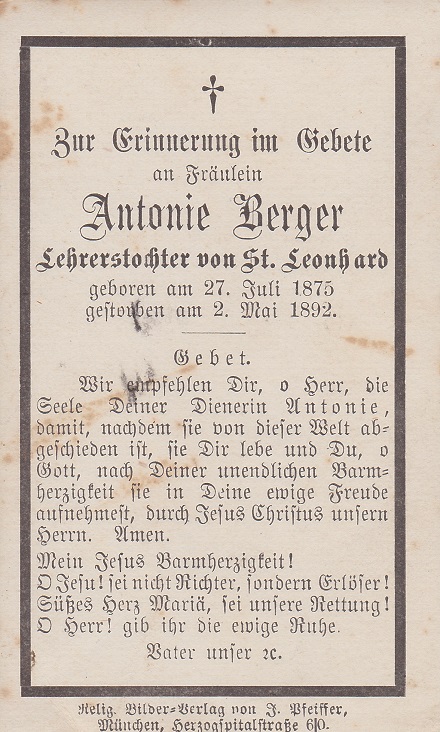 Zur Erinnerung im Gebete
an Fräulein
Antonie Berger
Lehrerstochter von St. Leonhard
geboren am 27. Juli 1875
gestorben am 2. Mai 1892.
Gebet.
Wir empfehlen Dir, o Herr, die
Seele Deiner Dienerin Antonie,
damit, nachdem sie von dieser Welt ab-
geschieden ist, sie Dir lebe und Du, o
Gott, nach Deiner unendlichen Barm-
herzigkeit sie in Deine ewige Freude
aufnehmest, durch Jesus Christus unsern
Herrn. Amen.
Mein Jesus Barmherzigkeit!
O Jesu! sei nicht Richter, sondern Erlöser!
Süßes Herz Mariä, sei unsere Rettung!
O Herr! gib ihr die ewige Ruhe.
Vater unser ꝛc.
Relig. Bilder-Verlag von J. Pfeiffer,
München, Herzogspitalstraße 6/0.